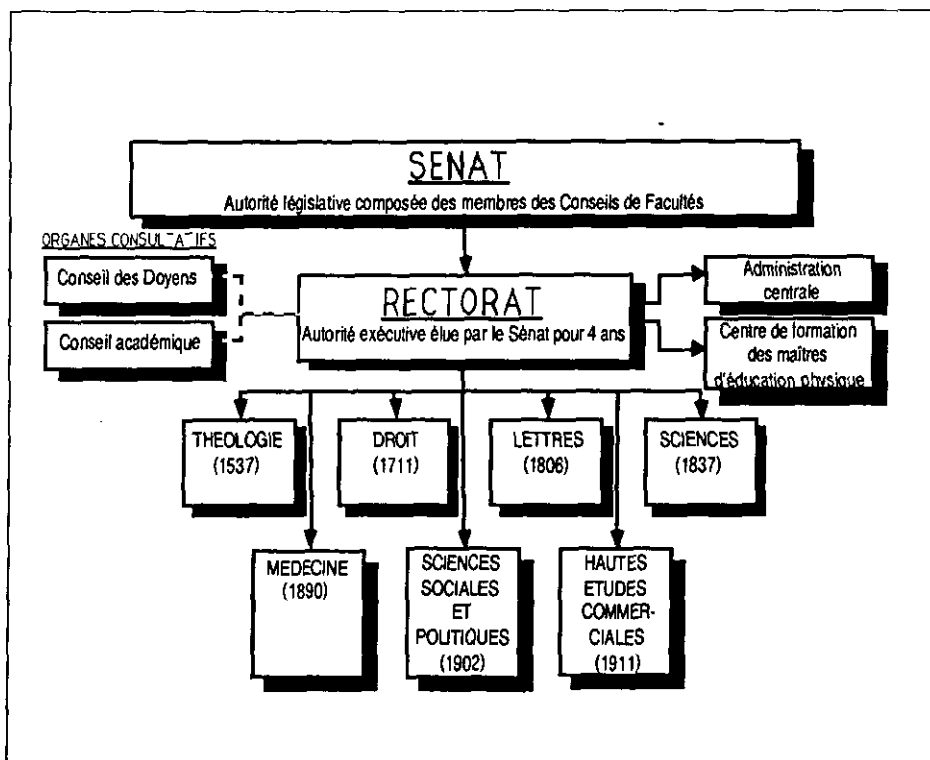 SENAT
Autorité législative composée des membres des Conseils de Facultés
ORGANES CONSUL-A-IFS
Conseil des Doyens
Conseil académique
RECTORAT
Autorité exécutive élue par le Sénat pour 4 ans
Administration
centrale
Centre de formation
des maîtres
d'éducation physique
THEOLOGIE
(1537)
DROIT
(1711)
LETTRES
(1806)
SCIENCES
(1837)
MEDECINE
(1890)
SCIENCES
SOCIALES
ET
POLITIQUES
(1902)
HAUTES
ETUDES
COMMER-
CIALES
(1911)